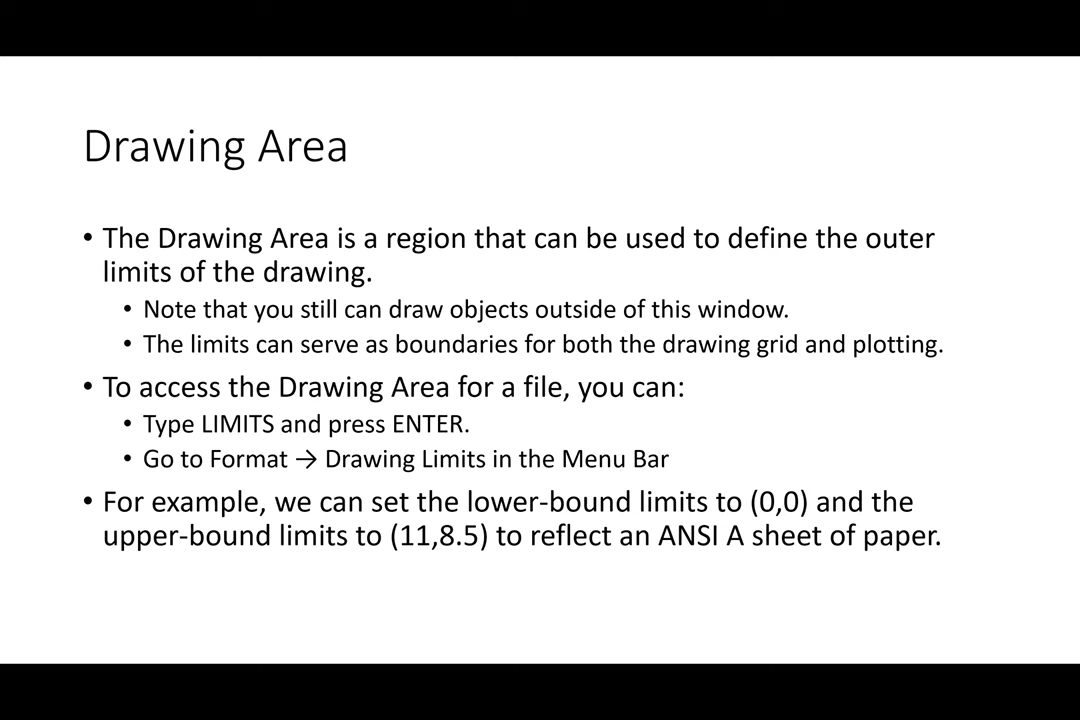 Drawing Area
• The Drawing Area is a region that can be used to define the outer
limits of the drawing.
• Note that you still can draw objects outside of this window.
• The limits can serve as boundaries for both the drawing grid and plotting.
• To access the Drawing Area for a file, you can:
• Type LIMITS and press ENTER.
• Go to Format → Drawing Limits in the Menu Bar
• For example, we can set the lower-bound limits to (0,0) and the
upper-bound limits to (11,8.5) to reflect an ANSI A sheet of paper.